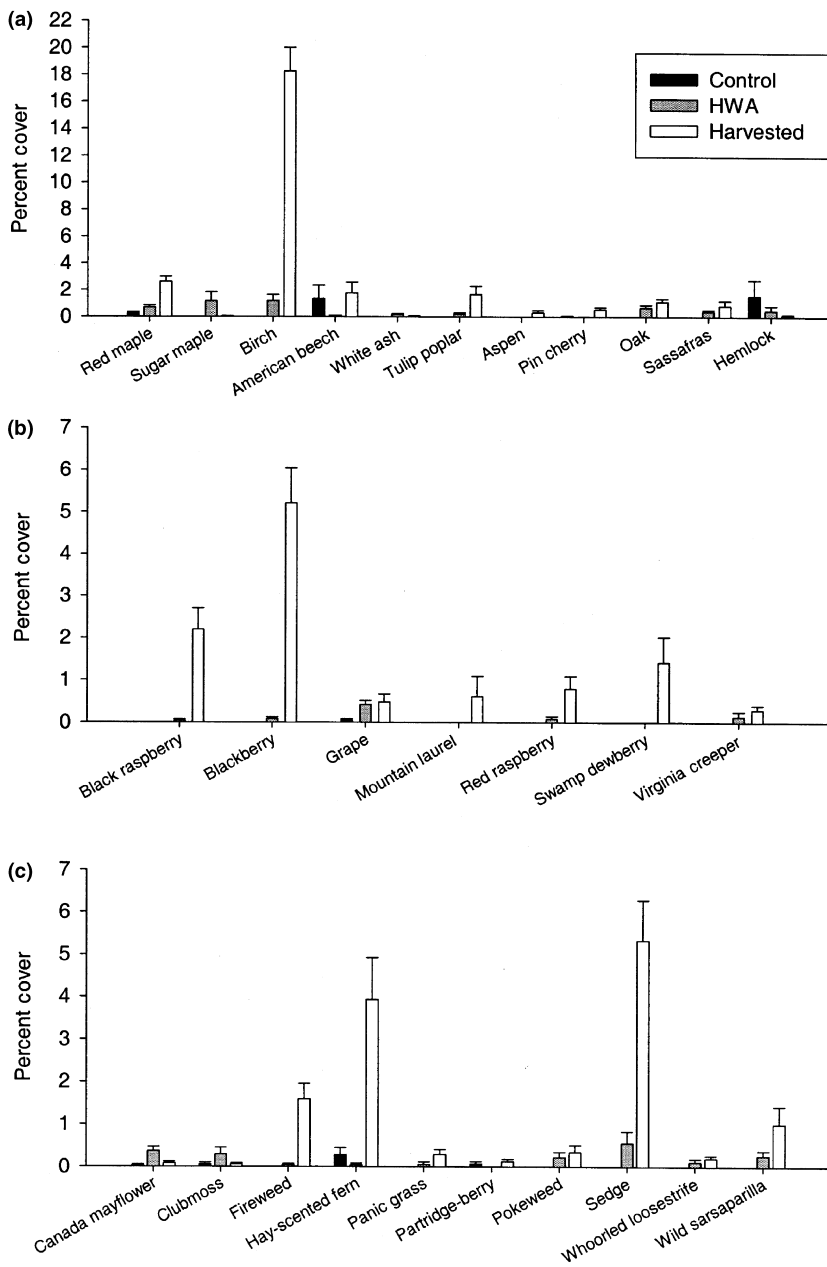 (a)
22
20
18
16
14
12
10
8
6
4
2
0
Percent cover
Control
HWA
Harvested
Red maple
Sugar maple
Birch
American beech
White ash
Tulip poplar
Aspen
Pin cherry
Oak
Sassafras
Hemlock
(b)
7
6
5
4
3
2
1
0
Percent cover
Black raspberry
Blackberry
Grape
Mountain laurel
Red raspberry
Swamp dewberry
Virginia creeper
(c)
7
6
5
4
3
2
1
0
Percent cover
Canada mayflower
Clubmoss
Fireweed
Hay-scented fern
Panic grass
Partridge-berry
Pokeweed
Sedge
Whoorled loosestrife
Wild sarsaparilla